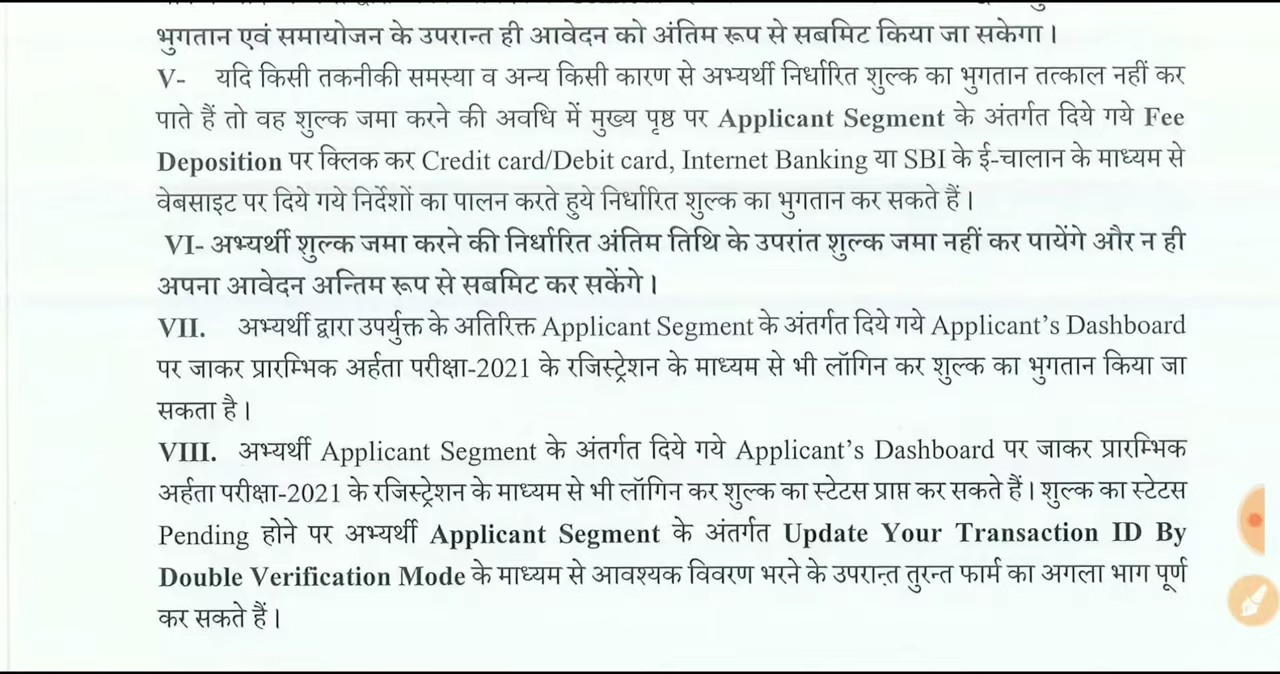 भुगतान एवं समायोजन के उपरान्त ही आवेदन को अंतिम रूप से सबमिट किया जा सकेगा।
V- यदि किसी तकनीकी समस्या व अन्य किसी कारण से अभ्यर्थी निर्धारित शुल्क का भुगतान तत्काल नहीं कर
पाते हैं तो वह शुल्क जमा करने की अवधि में मुख्य पृष्ठ पर Applicant Segment के अंतर्गत दिये गये Fee
Deposition पर क्लिक कर Credit card/Debit card, Internet Banking या SBI के ई-चालान के माध्यम से
वेबसाइट पर दिये गये निर्देशों का पालन करते हुये निर्धारित शुल्क का भुगतान कर सकते हैं।
VI- अभ्यर्थी शुल्क जमा करने की निर्धारित अंतिम तिथि के उपरांत शुल्क जमा नहीं कर पायेंगे और न ही
अपना आवेदन अन्तिम रूप से सबमिट कर सकेंगे।
VII. अभ्यर्थी द्वारा उपर्युक्त के अतिरिक्त Applicant Segment के अंतर्गत दिये गये Applicant's Dashboard
पर जाकर प्रारम्भिक अर्हता परीक्षा-2021 के रजिस्ट्रेशन के माध्यम से भी लॉगिन कर शुल्क का भुगतान किया जा
सकता है।
VIII. अभ्यर्थी Applicant Segment के अंतर्गत दिये गये Applicant's Dashboard पर जाकर प्रारम्भिक
अर्हता परीक्षा-2021 के रजिस्ट्रेशन के माध्यम से भी लॉगिन कर शुल्क का स्टेटस प्राप्त कर सकते हैं। शुल्क का स्टेटस
Pending होने पर अभ्यर्थी Applicant Segment के अंतर्गत Update Your Transaction ID By
Double Verification Mode के माध्यम से आवश्यक विवरण भरने के उपरान्त़ तुरन्त फार्म का अगला भाग पूर्ण
कर सकते हैं।